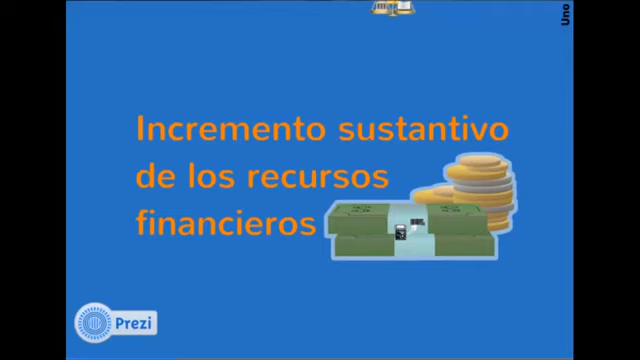 Uno
Incremento sustantivo
de los recursos
financieros
Prezi